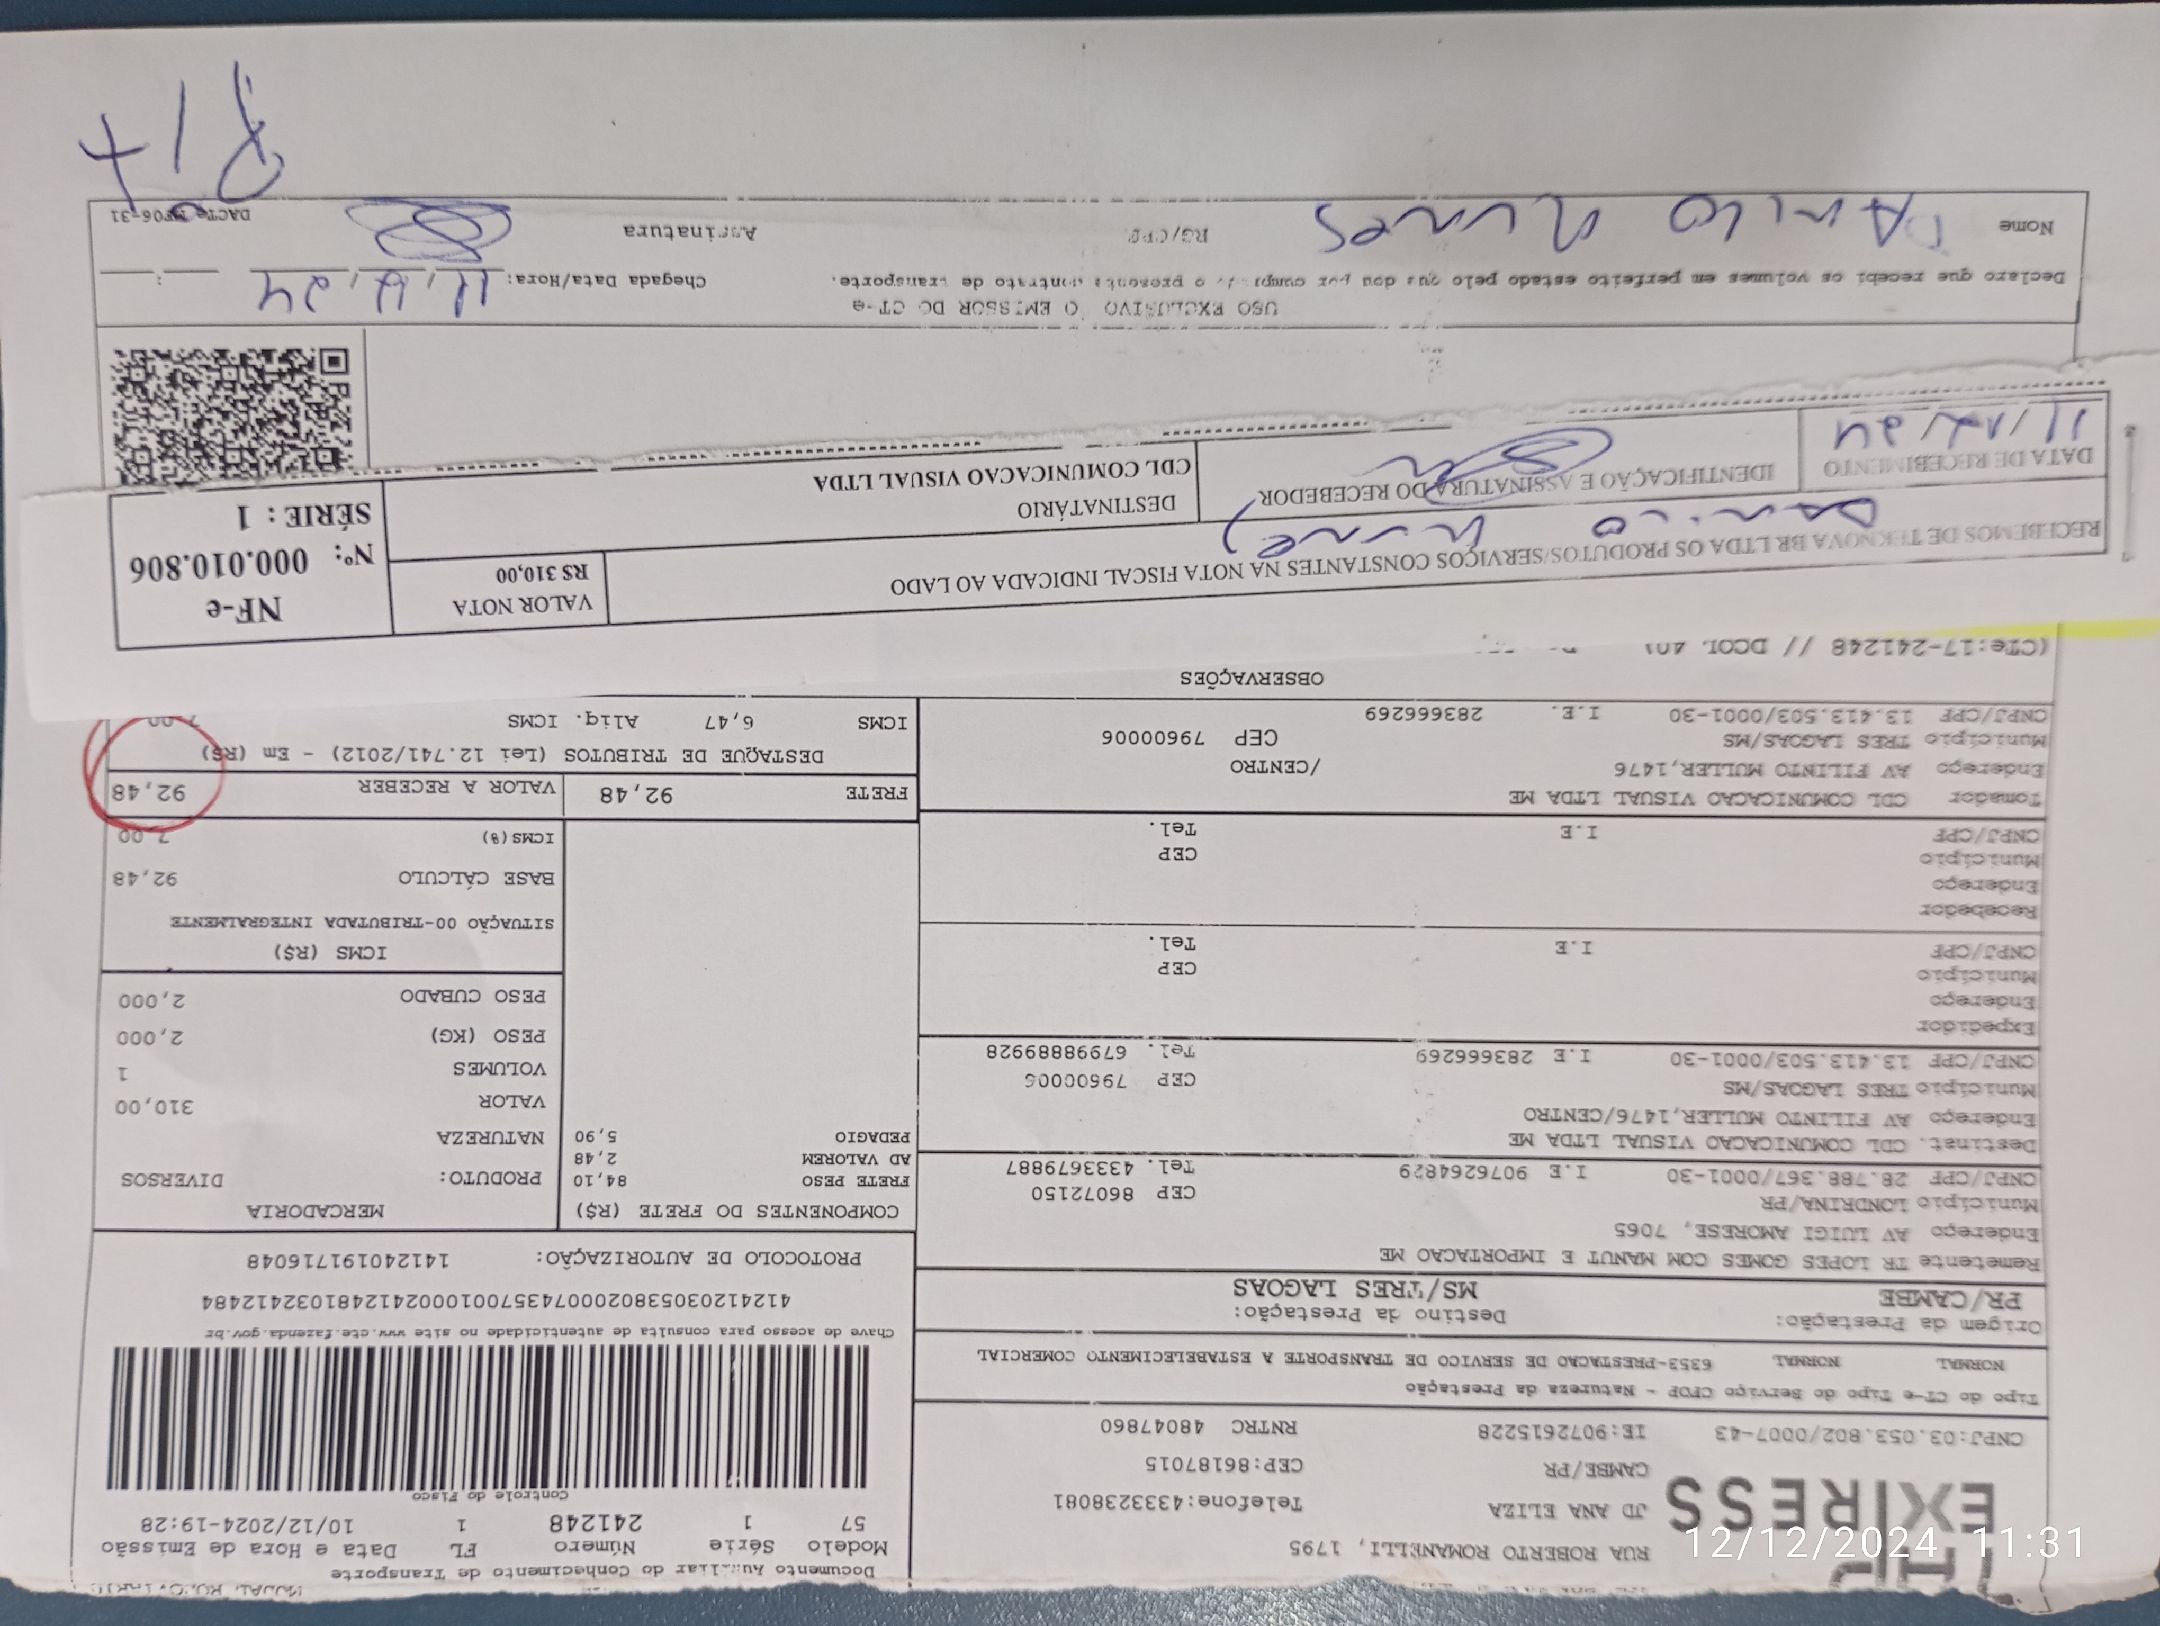 RUA ROBERTO ROMANELLI, 1795
JD ANA ELIZA Telefone:4333238081
CAMBE/PR CEP:86187015
CNPJ:03.053.802/0007-43 IE:9072615228 RNTRC 48047860
Tipo do CT-e Tipo do Serviço CFOP - Natureza da Prestação
NORMAL NORMAL 6353-PRESTACAO DE SERVICO DE TRANSPORTE A ESTABELECIMENTO COMERCIAL
Origem da Prestação: Destino da Prestação:
PR/CAMBE MS/TRES LAGOAS
Documento Auxiliar do Conhecimento de Transporte
Modelo Série Número FL Data e Hora de Emissão
57 1 241248 1 10/12/2024-19:28
Controle do Fisco
Chave de acesso para consulta de autenticidade no site www.cte.fazenda.gov.br
41241203053802000743570010002412481032412484
PROTOCOLO DE AUTORIZAÇÃO: 141240191716048
Remetente TR LOPES GOMES COM MANUT E IMPORTACAO ME
Endereço AV LUIGI AMORESE, 7065
Município LONDRINA/PR CEP 86072150
CNPJ/CPF 28.788.367/0001-30 I.E 9076264829 Tel. 4333679887
Destinat. CDL COMUNICACAO VISUAL LTDA ME
Endereço AV FILINTO MULLER,1476/CENTRO
Município TRES LAGOAS/MS CEP 79600006
CNPJ/CPF 13.413.503/0001-30 I.E 283666269 Tel. 67998889928
Expedidor
Endereço
Município CEP
CNPJ/CPF I.E Tel.
Recebedor
Endereço
Município CEP
CNPJ/CPF I.E Tel.
Tomador CDL COMUNICACAO VISUAL LTDA ME
Endereço AV FILINTO MULLER,1476 /CENTRO
Município TRES LAGOAS/MS CEP 79600006
CNPJ/CPF 13.413.503/0001-30 I.E. 283666269
COMPONENTES DO FRETE (R$)
FRETE PESO 84,10
AD VALOREM 2,48
PEDAGIO 5,90
MERCADORIA
PRODUTO: DIVERSOS
NATUREZA
VALOR 310,00
VOLUMES 1
PESO (KG) 2,000
PESO CUBADO 2,000
ICMS (R$)
SITUAÇÃO 00-TRIBUTADA INTEGRALMENTE
BASE CÁLCULO 92,48
ICMS(%) 7,00
FRETE 92,48 VALOR A RECEBER 92,48
DESTAQUE DE TRIBUTOS (Lei 12.741/2012) - Em (R$)
ICMS 6,47 Aliq. ICMS 7,00
OBSERVAÇÕES
(CTe:17-241248 // DCOL
RECEBEMOS DE TEKNOVA BR LTDA OS PRODUTOS/SERVIÇOS CONSTANTES NA NOTA FISCAL INDICADA AO LADO
Danilo Nunes
VALOR NOTA
R$ 310,00
NF-e
Nº: 000.010.806
SÉRIE: 1
DATA DE RECEBIMENTO
11/12/24
IDENTIFICAÇÃO E ASSINATURA DO RECEBEDOR
DESTINATÁRIO
CDL COMUNICACAO VISUAL LTDA
USO EXCLUSIVO DO EMISSOR DO CT-e
Declaro que recebi os volumes em perfeito estado pelo que dou por cumprido o presente contrato de transporte. Chegada Data/Hora:
Nome DANILO NUNES RG/CPF: Assinatura
DACTe MF06-31
12/12/2024 11:31